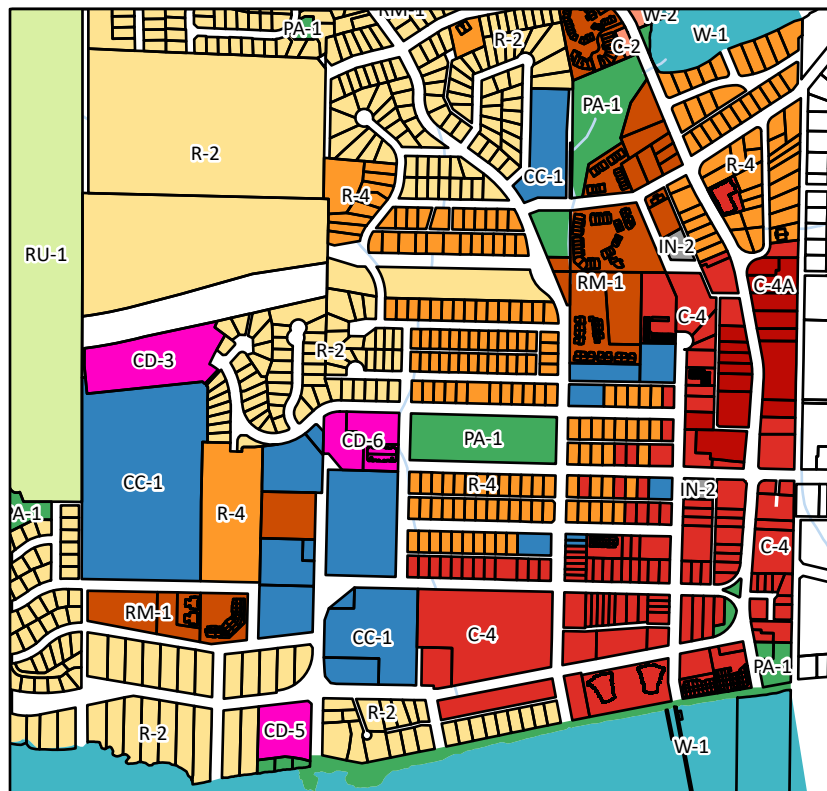 RM-1
W-2
PA-1
R-2
C-2
W-1
PA-1
R-2
CC-1
R-4
R-4
RU-1
IN-2
RM-1
C-4A
C-4
R-2
CD-3
CD-6
PA-1
CC-1
R-4
IN-2
A-1
R-4
C-4
RM-1
CC-1
C-4
PA-1
R-2
R-2
CD-5
W-1